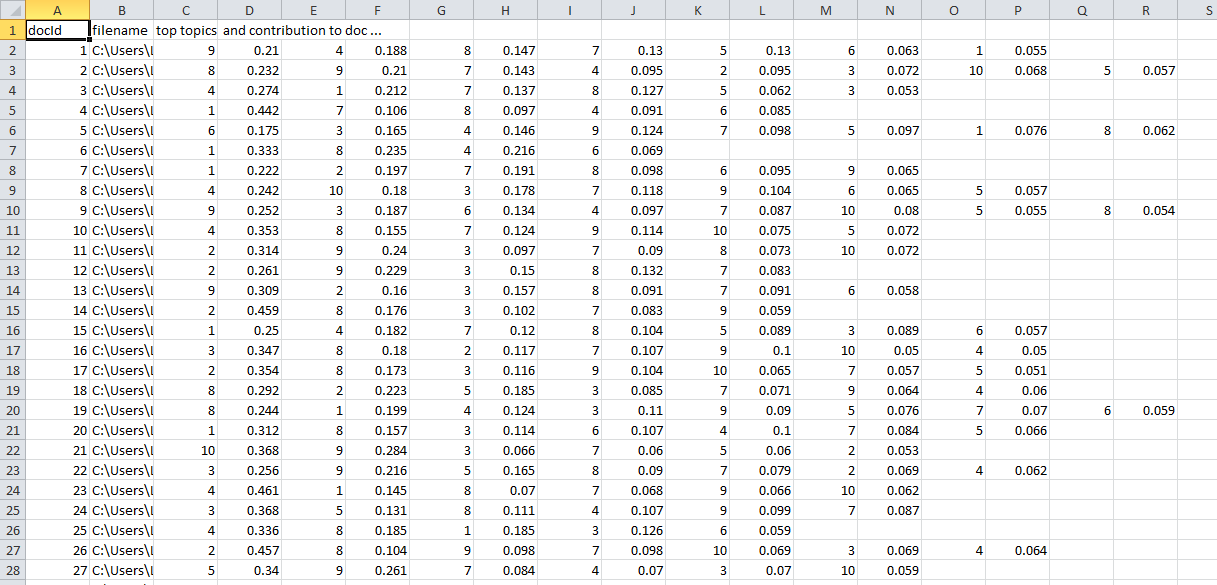 A B C D E F G H I J K L M N O P Q R S
1 docId filename top topics and contribution to doc ...
2 1 C:\Users\L 9 0.21 4 0.188 8 0.147 7 0.13 5 0.13 6 0.063 1 0.055
3 2 C:\Users\L 8 0.232 9 0.21 7 0.143 4 0.095 2 0.095 3 0.072 10 0.068 5 0.057
4 3 C:\Users\L 4 0.274 1 0.212 7 0.137 8 0.127 5 0.062 3 0.053
5 4 C:\Users\L 1 0.442 7 0.106 8 0.097 4 0.091 6 0.085
6 5 C:\Users\L 6 0.175 3 0.165 4 0.146 9 0.124 7 0.098 5 0.097 1 0.076 8 0.062
7 6 C:\Users\L 1 0.333 8 0.235 4 0.216 6 0.069
8 7 C:\Users\L 1 0.222 2 0.197 7 0.191 8 0.098 6 0.095 9 0.065
9 8 C:\Users\L 4 0.242 10 0.18 3 0.178 7 0.118 9 0.104 6 0.065 5 0.057
10 9 C:\Users\L 9 0.252 3 0.187 6 0.134 4 0.097 7 0.087 10 0.08 5 0.055 8 0.054
11 10 C:\Users\L 4 0.353 8 0.155 7 0.124 9 0.114 10 0.075 5 0.072
12 11 C:\Users\L 2 0.314 9 0.24 3 0.097 7 0.09 8 0.073 10 0.072
13 12 C:\Users\L 2 0.261 9 0.229 3 0.15 8 0.132 7 0.083
14 13 C:\Users\L 9 0.309 2 0.16 3 0.157 8 0.091 7 0.091 6 0.058
15 14 C:\Users\L 2 0.459 8 0.176 3 0.102 7 0.083 9 0.059
16 15 C:\Users\L 1 0.25 4 0.182 7 0.12 8 0.104 5 0.089 3 0.089 6 0.057
17 16 C:\Users\L 3 0.347 8 0.18 2 0.117 7 0.107 9 0.1 10 0.05 4 0.05
18 17 C:\Users\L 2 0.354 8 0.173 3 0.116 9 0.104 10 0.065 7 0.057 5 0.051
19 18 C:\Users\L 8 0.292 2 0.223 5 0.185 3 0.085 7 0.071 9 0.064 4 0.06
20 19 C:\Users\L 8 0.244 1 0.199 4 0.124 3 0.11 9 0.09 5 0.076 7 0.07 6 0.059
21 20 C:\Users\L 1 0.312 8 0.157 3 0.114 6 0.107 4 0.1 7 0.084 5 0.066
22 21 C:\Users\L 10 0.368 9 0.284 3 0.066 7 0.06 5 0.06 2 0.053
23 22 C:\Users\L 3 0.256 9 0.216 5 0.165 8 0.09 7 0.079 2 0.069 4 0.062
24 23 C:\Users\L 4 0.461 1 0.145 8 0.07 7 0.068 9 0.066 10 0.062
25 24 C:\Users\L 3 0.368 5 0.131 8 0.111 4 0.107 9 0.099 7 0.087
26 25 C:\Users\L 4 0.336 8 0.185 1 0.185 3 0.126 6 0.059
27 26 C:\Users\L 2 0.457 8 0.104 9 0.098 7 0.098 10 0.069 3 0.069 4 0.064
28 27 C:\Users\L 5 0.34 9 0.261 7 0.084 4 0.07 3 0.07 10 0.059